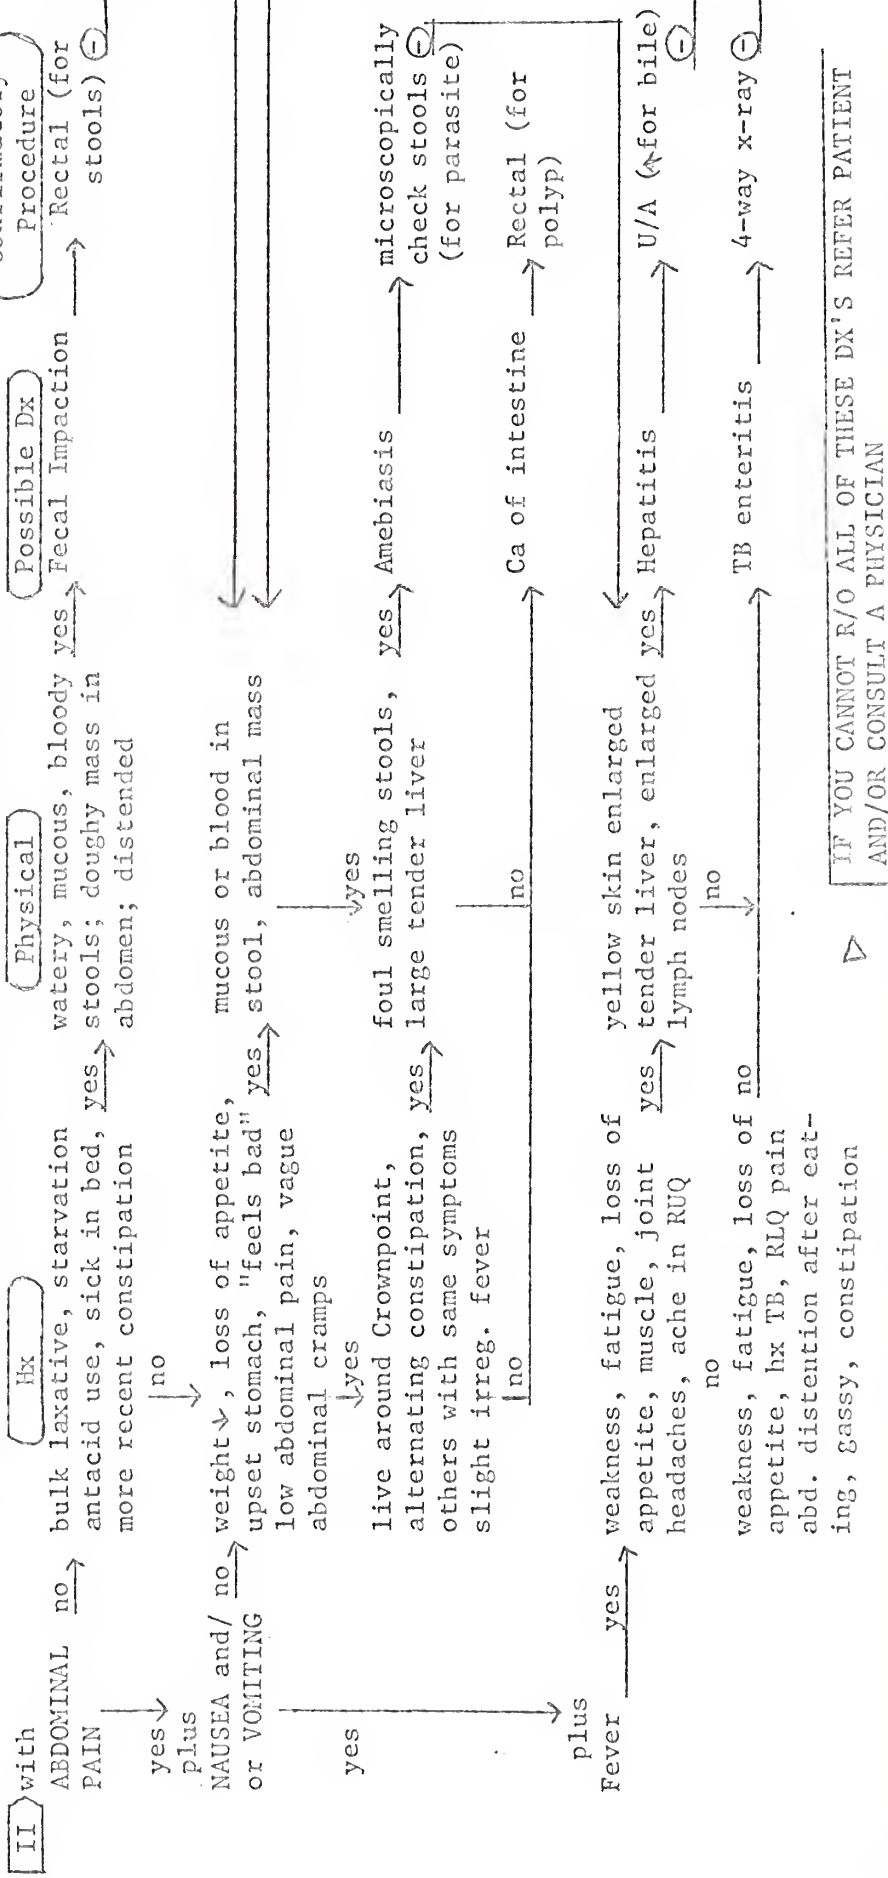 II with
ABDOMINAL no
PAIN
yes
plus
NAUSEA and/ no
or VOMITING
yes
plus
Fever yes
Hx
bulk laxative, starvation
antacid use, sick in bed, yes
more recent constipation
no
weight ↓, loss of appetite,
upset stomach, "feels bad" yes
low abdominal pain, vague
abdominal cramps
yes
live around Crownpoint,
alternating constipation, yes
others with same symptoms
slight irreg. fever
no
weakness, fatigue, loss of
appetite, muscle, joint yes
headaches, ache in RUQ
no
weakness, fatigue, loss of no
appetite, hx TB, RLQ pain
abd. distention after eat-
ing, gassy, constipation
Physical
watery, mucous, bloody yes
stools; doughy mass in
abdomen; distended
mucous or blood in
stool, abdominal mass
yes
foul smelling stools, yes
large tender liver
no
yellow skin enlarged
tender liver, enlarged yes
lymph nodes
no
Possible Dx
Fecal Impaction
Amebiasis
Ca of intestine
Hepatitis
TB enteritis
Procedure
Rectal (for
stools) -
microscopically
check stools -
(for parasite)
Rectal (for
polyp)
U/A (↑for bile)
-
4-way x-ray -
IF YOU CANNOT R/O ALL OF THESE DX'S REFER PATIENT
AND/OR CONSULT A PHYSICIAN